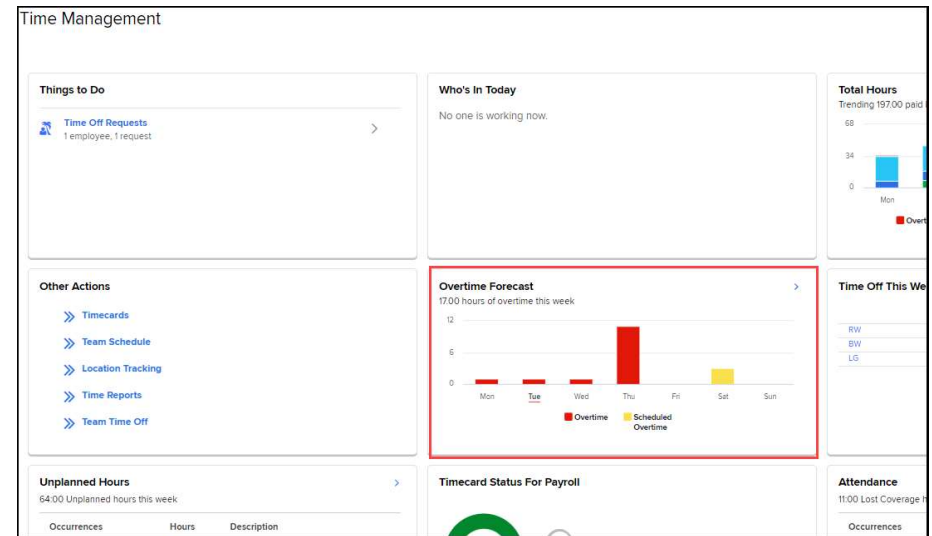 Time Management
Things to Do
Time Off Requests
1 employee, 1 request
Who's In Today
No one is working now.
Total Hours
Trending 197.00 paid
68
34
0
Mon
Overt
Other Actions
Timecards
Team Schedule
Location Tracking
Time Reports
Team Time Off
Overtime Forecast
17.00 hours of overtime this week
12
6
0
Mon Tue Wed Thu Fri Sat Sun
Overtime Scheduled
Overtime
Time Off This We
RW
BW
LG
Unplanned Hours
64:00 Unplanned hours this week
Occurrences Hours Description
Timecard Status For Payroll
Attendance
11:00 Lost Coverage h
Occurrences